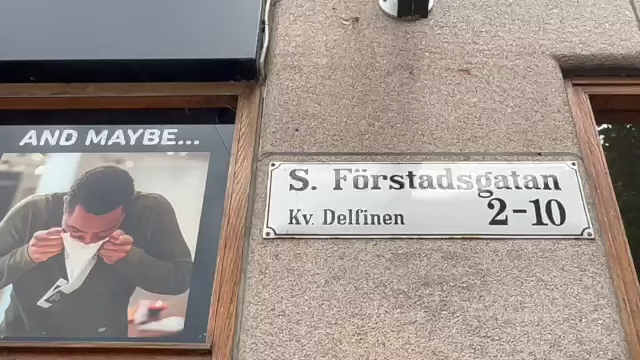 AND MAYBE...
S. Förstadsgatan
Kv. Delfinen 2-10